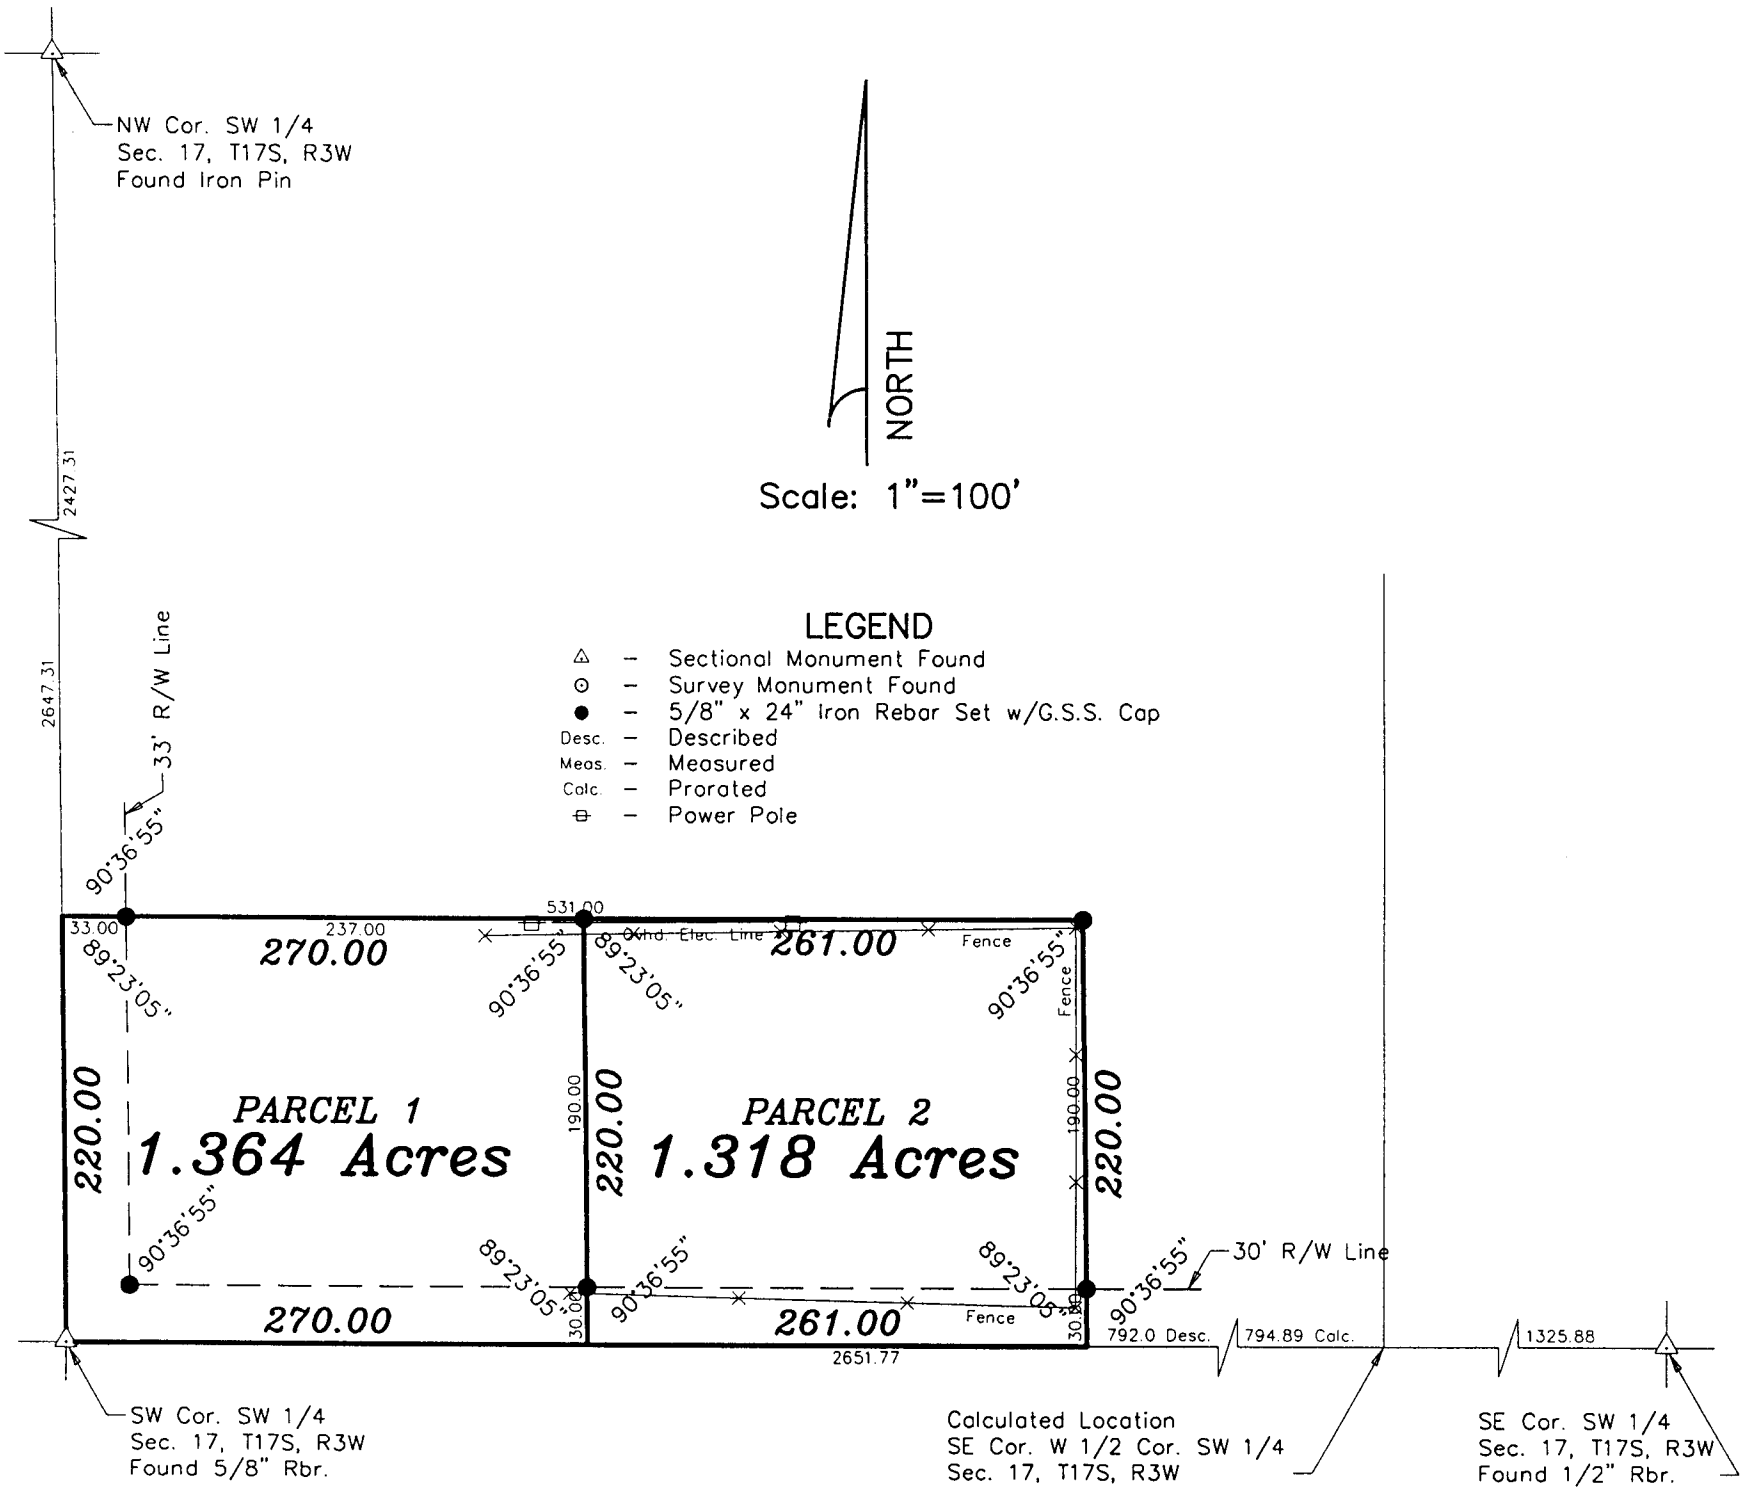 NW Cor. SW 1/4
Sec. 17, T17S, R3W
Found Iron Pin
NORTH
Scale: 1"=100'
2427.31
2647.31
33' R/W Line
LEGEND
△ - Sectional Monument Found
⊙ - Survey Monument Found
● - 5/8" x 24" Iron Rebar Set w/G.S.S. Cap
Desc. - Described
Meas. - Measured
Calc. - Prorated
- Power Pole
90°36'55"
531.00
33.00
237.00
270.00
Ovhd. Elec. Line
261.00
Fence
89°23'05"
90°36'55"
89°23'05"
90°36'55"
Fence
220.00
PARCEL 1
1.364 Acres
190.00
220.00
PARCEL 2
1.318 Acres
190.00
220.00
90°36'55"
89°23'05"
90°36'55"
89°23'05"
90°36'55"
30' R/W Line
270.00
30.00
261.00
Fence
30.00
792.0 Desc.
794.89 Calc.
1325.88
2651.77
SW Cor. SW 1/4
Sec. 17, T17S, R3W
Found 5/8" Rbr.
Calculated Location
SE Cor. W 1/2 Cor. SW 1/4
Sec. 17, T17S, R3W
SE Cor. SW 1/4
Sec. 17, T17S, R3W
Found 1/2" Rbr.